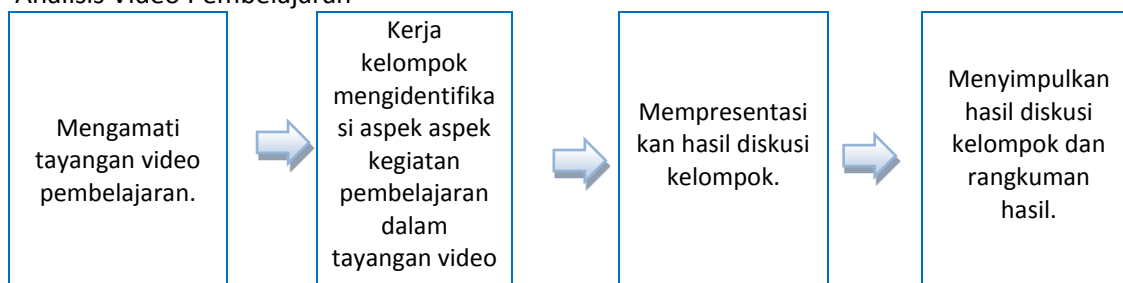 Analisis Video Pembelajaran
Mengamati
tayangan video
pembelajaran.
Kerja
kelompok
mengidentifika
si aspek aspek
kegiatan
pembelajaran
dalam
tayangan video
Mempresentasi
kan hasil diskusi
kelompok.
Menyimpulkan
hasil diskusi
kelompok dan
rangkuman
hasil.